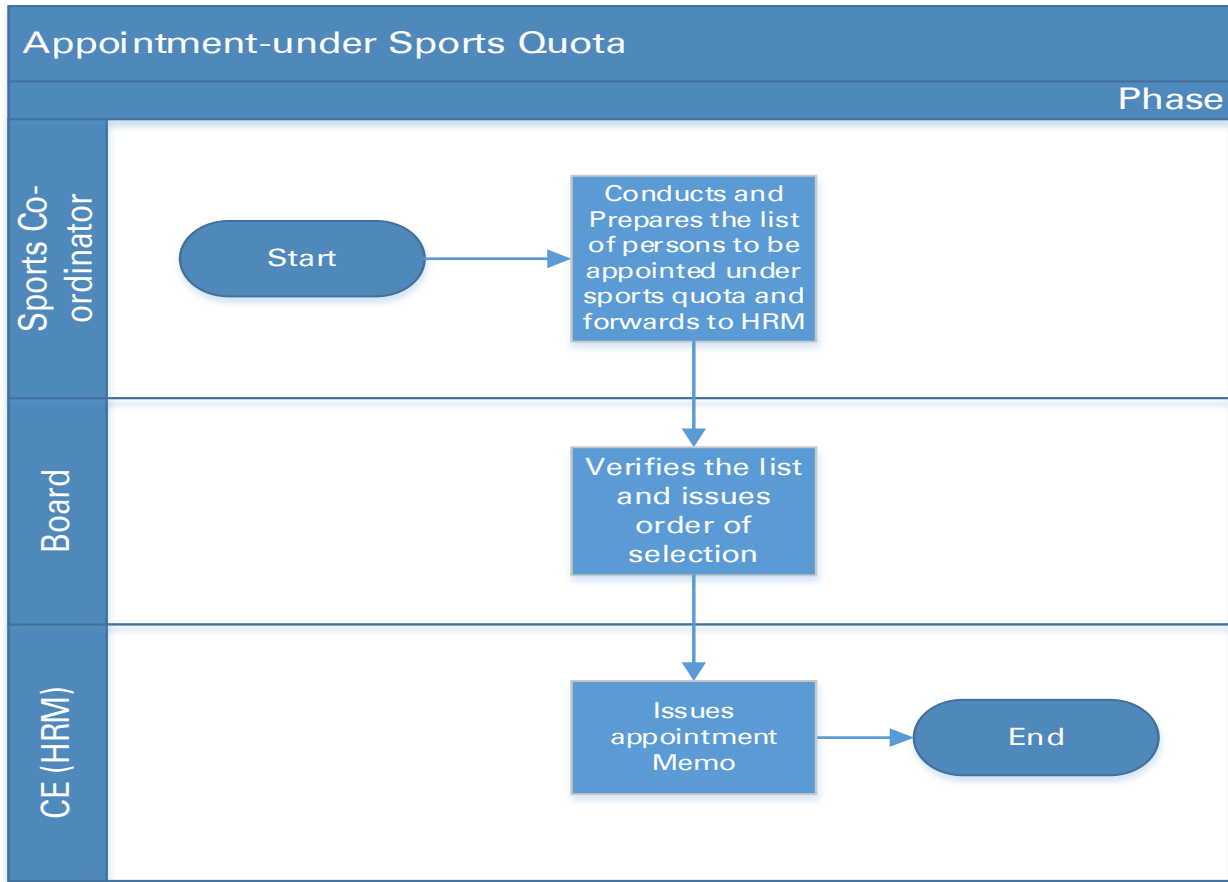 Appointment-under Sports Quota
Phase
Sports Co-
ordinator
Start
Conducts and
Prepares the list
of persons to be
appointed under
sports quota and
forwards to HRM
Board
Verifies the list
and issues
order of
selection
CE (HRM)
Issues
appointment
Memo
End